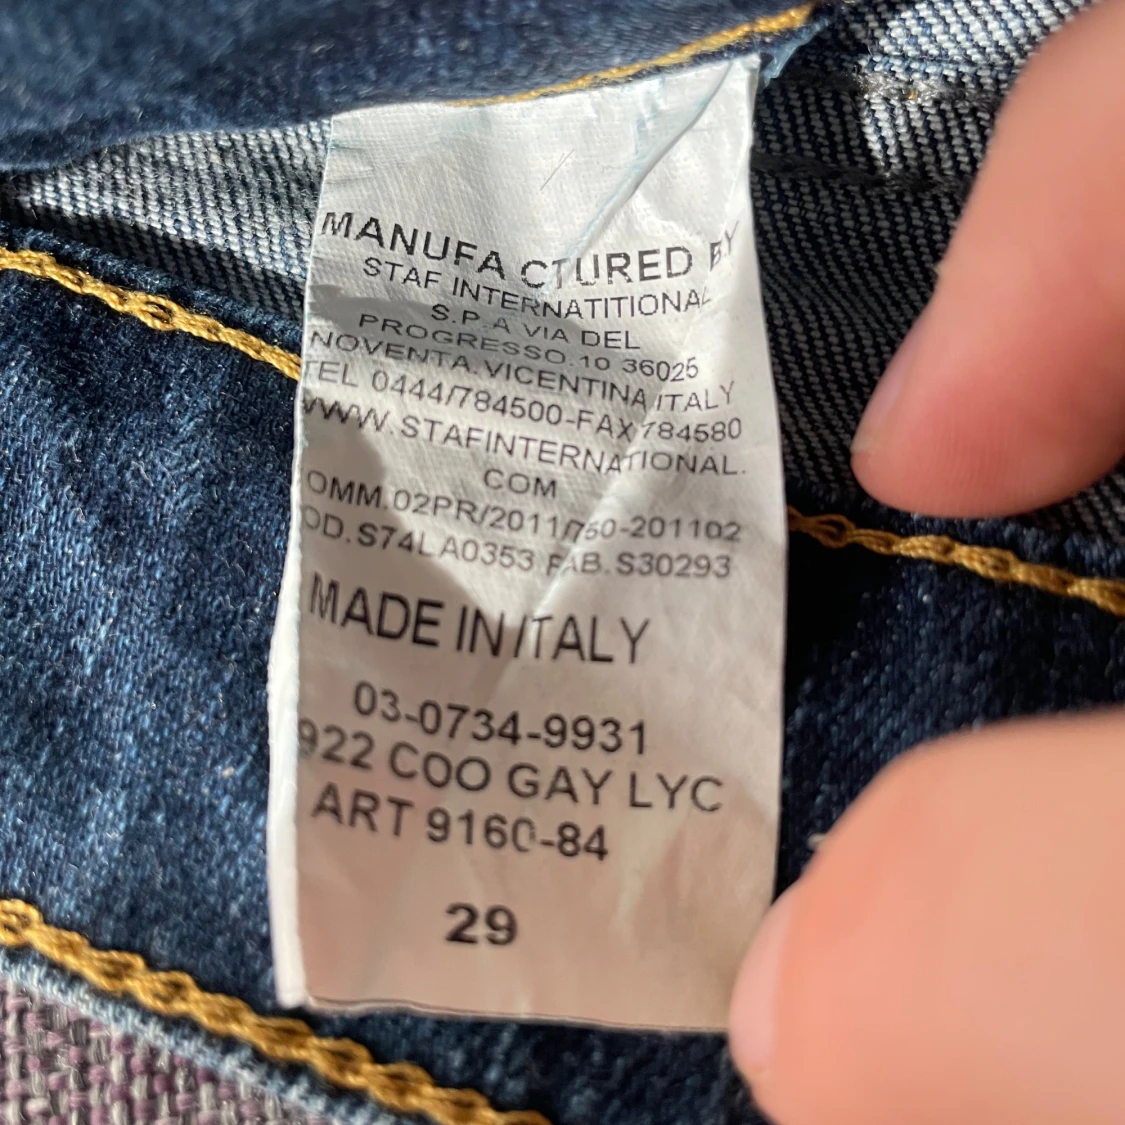 MANUFA CTURED BY
STAF INTERNATITIONAL
S.P.A VIA DEL
PROGRESSO.10 36025
NOVENTA.VICENTINA ITALY
TEL 0444/784500-FAX 784580
WWW.STAFINTERNATIONAL.
COM
OMM.02PR/2011/750-201102
OD.S74LA0353 FAB.S30293
MADE IN ITALY
03-0734-9931
922 COO GAY LYC
ART 9160-84
29